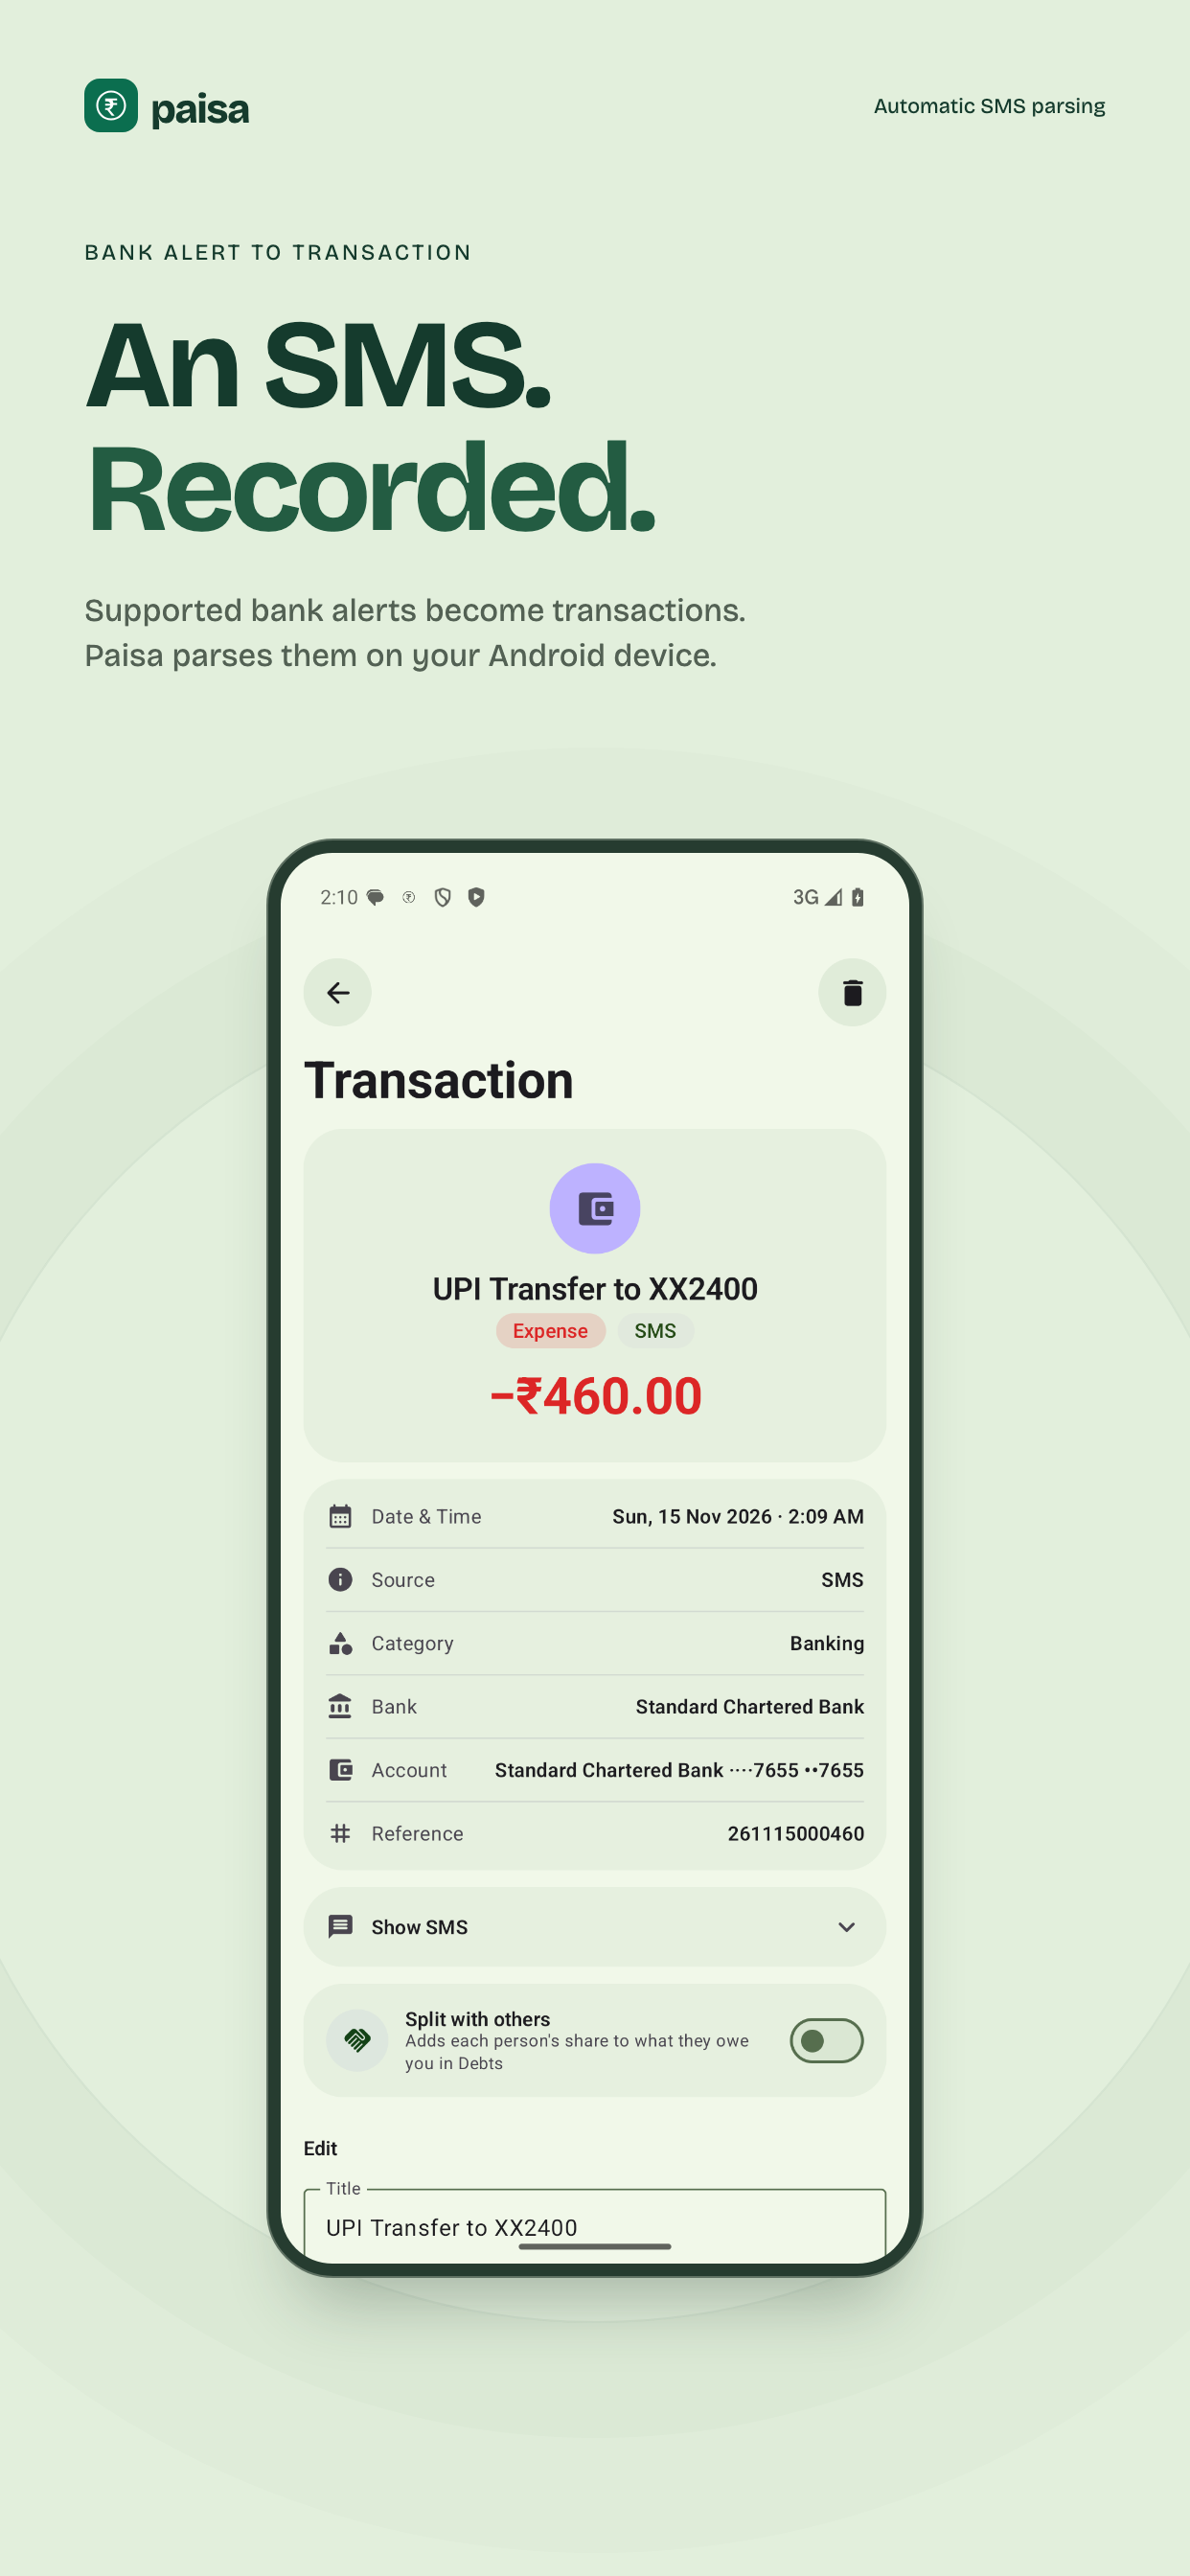 paisa
Automatic SMS parsing
BANK ALERT TO TRANSACTION
An SMS.
Recorded.
Supported bank alerts become transactions.
Paisa parses them on your Android device.
2:10
3G
Transaction
UPI Transfer to XX2400
Expense SMS
−₹460.00
Date & Time Sun, 15 Nov 2026 · 2:09 AM
Source SMS
Category Banking
Bank Standard Chartered Bank
Account Standard Chartered Bank ····7655 ••7655
Reference 261115000460
Show SMS
Split with others
Adds each person's share to what they owe
you in Debts
Edit
Title
UPI Transfer to XX2400